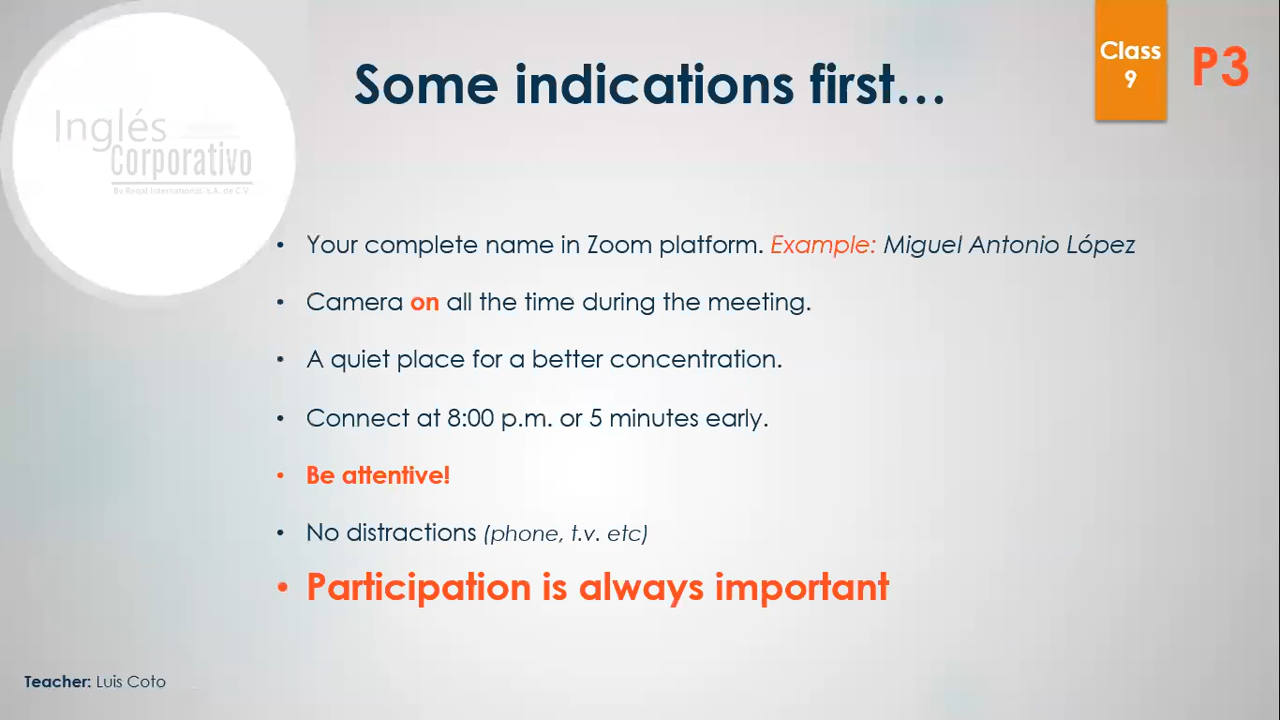 Inglés
Corporativo
By Regal International´s A. de C.V.
Some indications first...
Class
9
P3
• Your complete name in Zoom platform. Example: Miguel Antonio López
• Camera on all the time during the meeting.
• A quiet place for a better concentration.
• Connect at 8:00 p.m. or 5 minutes early.
• Be attentive!
• No distractions (phone, t.v. etc)
• Participation is always important
Teacher: Luis Coto